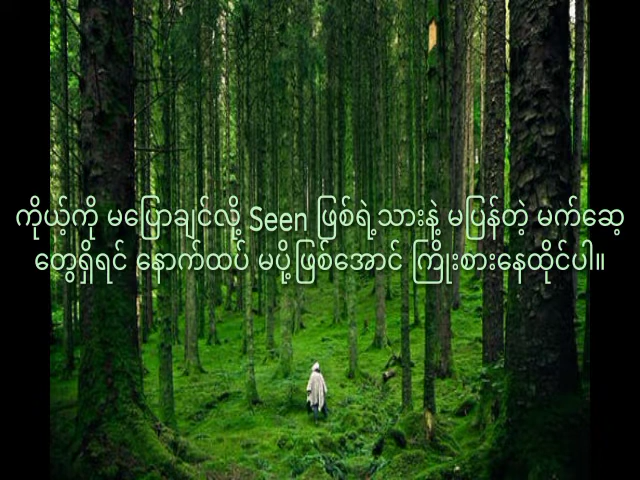 ကိုယ့်ကို မပြောချင်လို့ Seen ဖြစ်ရဲ့သားနဲ့ မပြန်တဲ့ မက်ဆေ့
တွေရှိရင် နောက်ထပ် မပို့ဖြစ်အောင် ကြိုးစားနေထိုင်ပါ။